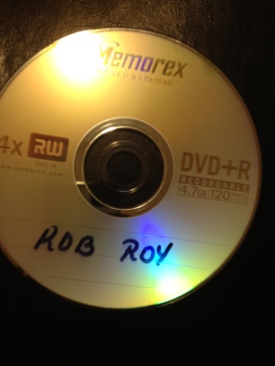 Memorex
4x RW DVD+R
RECORDABLE
4.7GB 120
ROB ROY